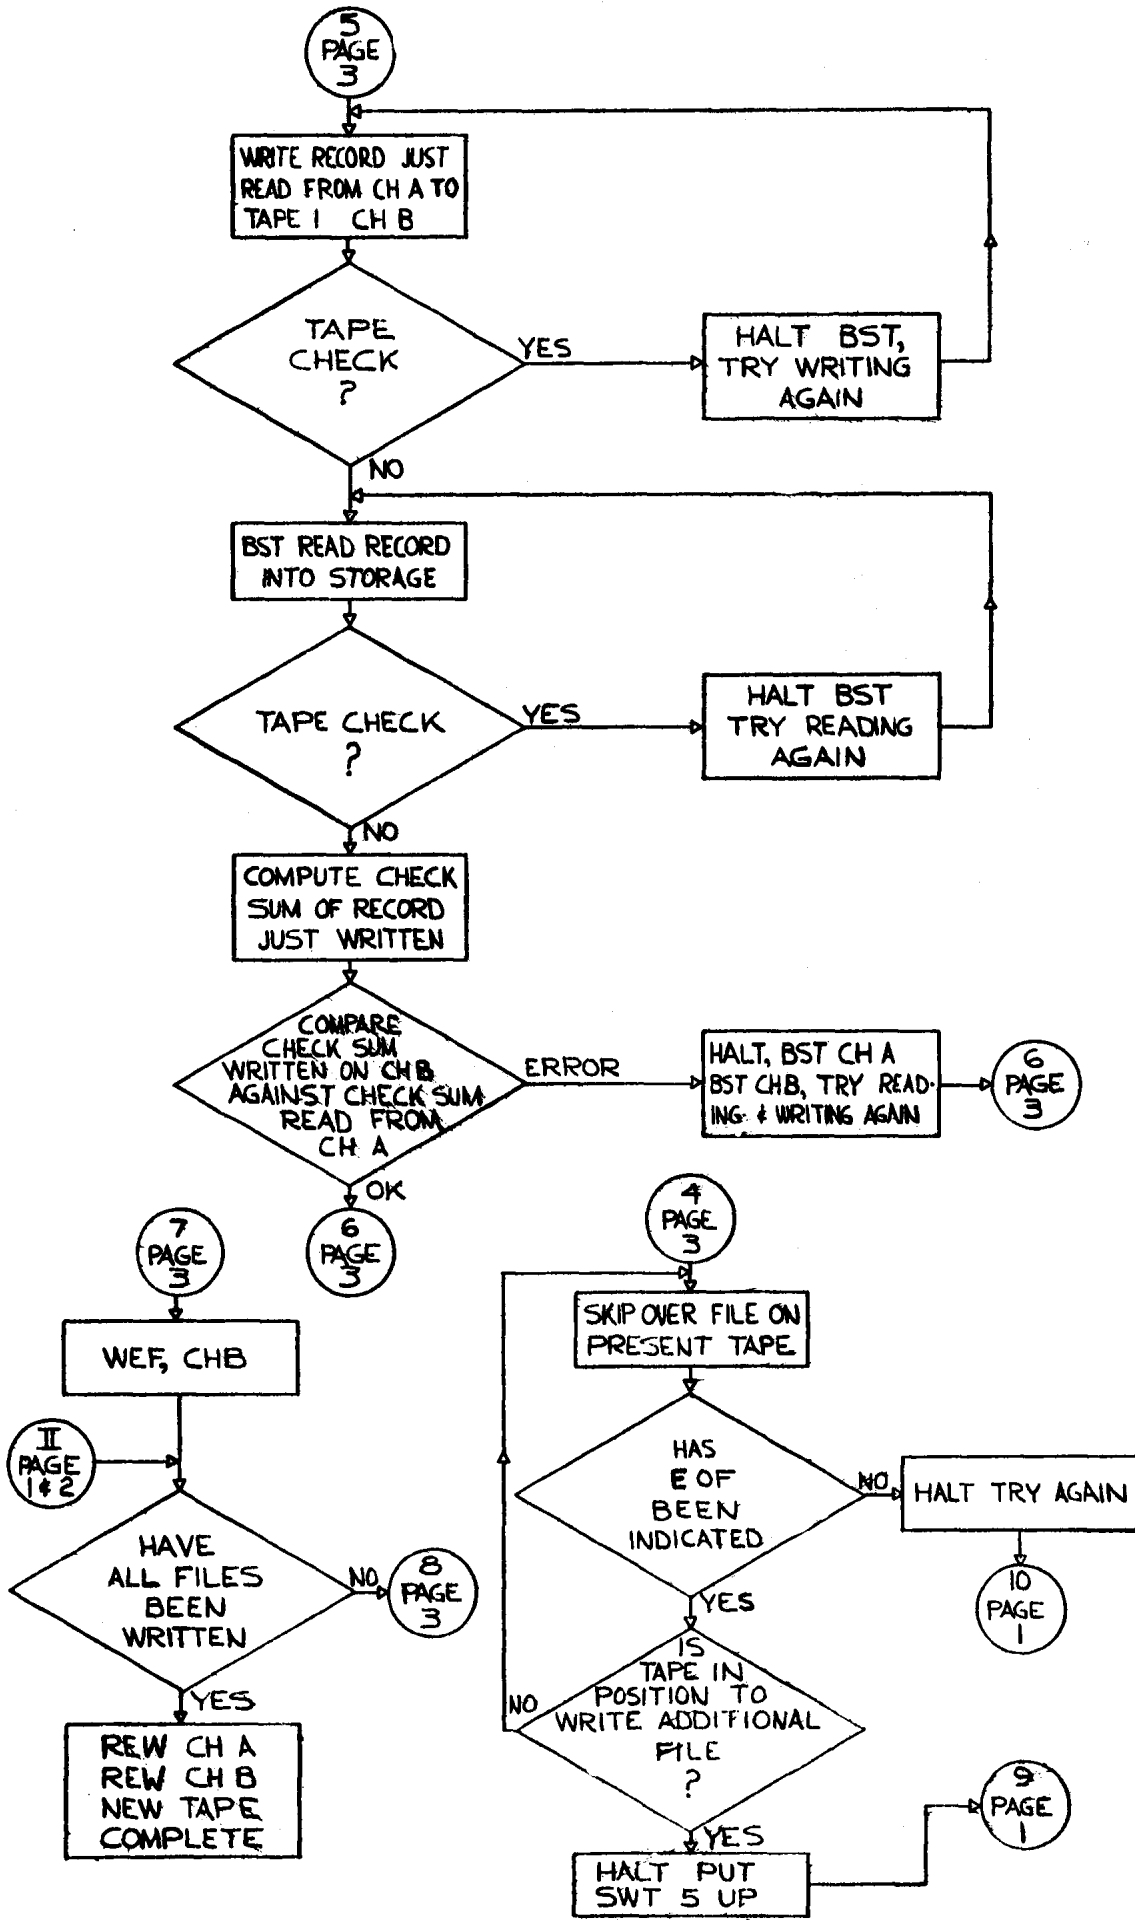 5
PAGE
3
WRITE RECORD JUST
READ FROM CH A TO
TAPE 1 CH B
TAPE
CHECK
?
YES
HALT BST,
TRY WRITING
AGAIN
NO
BST READ RECORD
INTO STORAGE
TAPE CHECK
?
YES
HALT BST
TRY READING
AGAIN
NO
COMPUTE CHECK
SUM OF RECORD
JUST WRITTEN
COMPARE
CHECK SUM
WRITTEN ON CHB
AGAINST CHECK SUM
READ FROM
CH A
ERROR
HALT, BST CH A
BST CHB, TRY READ-
ING & WRITING AGAIN
6
PAGE
3
OK
6
PAGE
3
7
PAGE
3
WEF, CHB
II
PAGE
1 & 2
HAVE
ALL FILES
BEEN
WRITTEN
NO
8
PAGE
3
YES
REW CH A
REW CH B
NEW TAPE
COMPLETE
4
PAGE
3
SKIP OVER FILE ON
PRESENT TAPE
HAS
E OF
BEEN
INDICATED
NO
HALT TRY AGAIN
10
PAGE
1
YES
IS
TAPE IN
POSITION TO
WRITE ADDITIONAL
FILE
?
NO
YES
HALT PUT
SWT 5 UP
9
PAGE
1